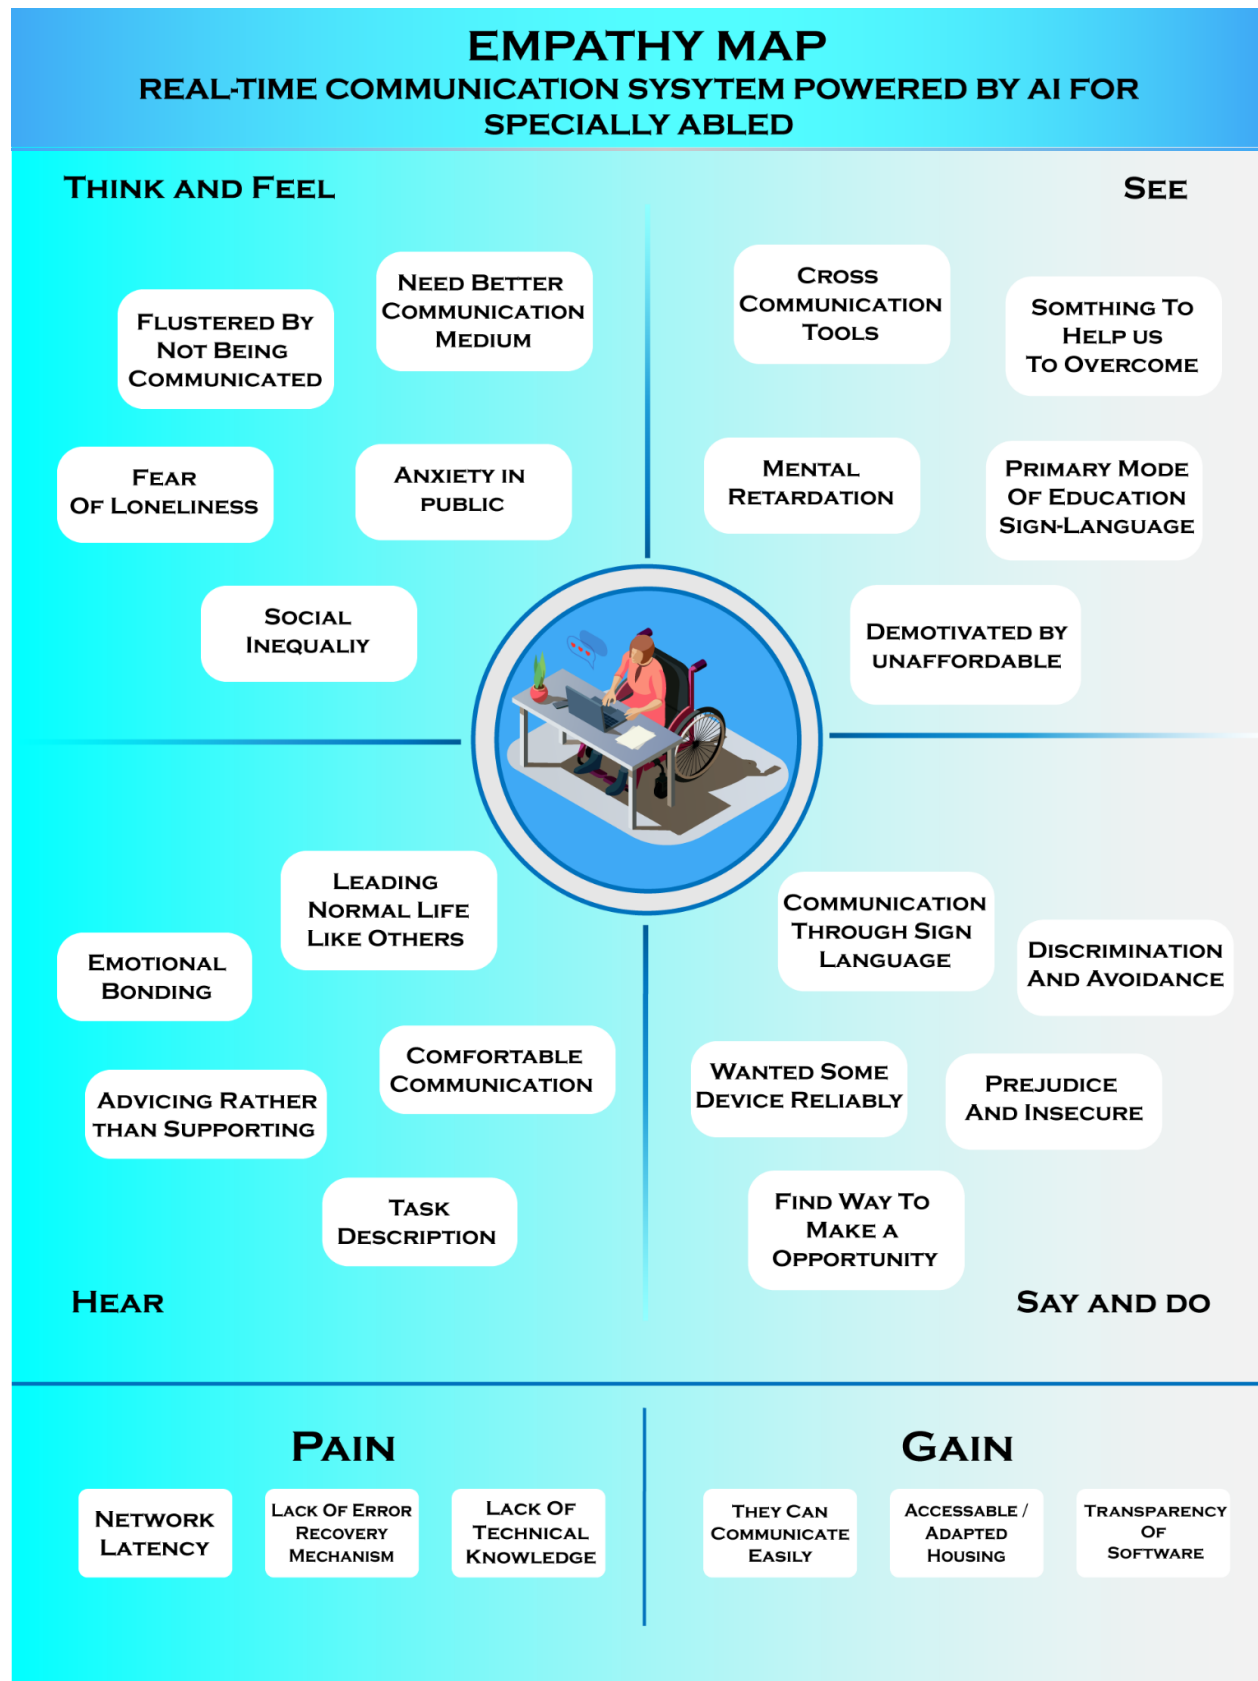 EMPATHY MAP
REAL-TIME COMMUNICATION SYSYTEM POWERED BY AI FOR
SPECIALLY ABLED
THINK AND FEEL
NEED BETTER
COMMUNICATION
MEDIUM
FLUSTERED BY
NOT BEING
COMMUNICATED
FEAR
OF LONELINESS
ANXIETY IN
PUBLIC
SOCIAL
INEQUALIY
SEE
CROSS
COMMUNICATION
TOOLS
SOMTHING TO
HELP US
TO OVERCOME
MENTAL
RETARDATION
PRIMARY MODE
OF EDUCATION
SIGN-LANGUAGE
DEMOTIVATED BY
UNAFFORDABLE
LEADING
NORMAL LIFE
LIKE OTHERS
EMOTIONAL
BONDING
COMFORTABLE
COMMUNICATION
ADVICING RATHER
THAN SUPPORTING
TASK
DESCRIPTION
HEAR
COMMUNICATION
THROUGH SIGN
LANGUAGE
DISCRIMINATION
AND AVOIDANCE
WANTED SOME
DEVICE RELIABLY
PREJUDICE
AND INSECURE
FIND WAY TO
MAKE A
OPPORTUNITY
SAY AND DO
PAIN
NETWORK
LATENCY
LACK OF ERROR
RECOVERY
MECHANISM
LACK OF
TECHNICAL
KNOWLEDGE
GAIN
THEY CAN
COMMUNICATE
EASILY
ACCESSABLE /
ADAPTED
HOUSING
TRANSPARENCY
OF
SOFTWARE